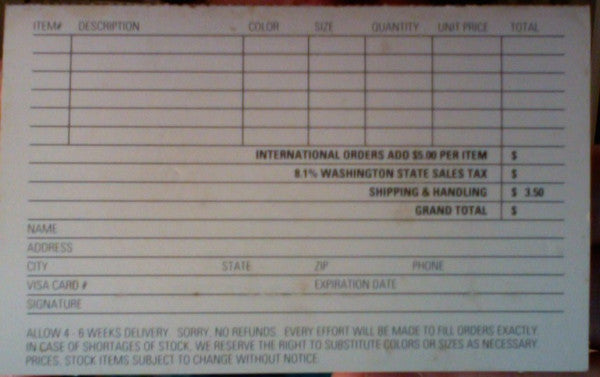 ITEM# DESCRIPTION COLOR SIZE QUANTITY UNIT PRICE TOTAL
INTERNATIONAL ORDERS ADD $5.00 PER ITEM $
8.1% WASHINGTON STATE SALES TAX $
SHIPPING & HANDLING $ 3.50
GRAND TOTAL $
NAME
ADDRESS
CITY STATE ZIP PHONE
VISA CARD # EXPIRATION DATE
SIGNATURE
ALLOW 4 - 6 WEEKS DELIVERY. SORRY, NO REFUNDS. EVERY EFFORT WILL BE MADE TO FILL ORDERS EXACTLY.
IN CASE OF SHORTAGES OF STOCK, WE RESERVE THE RIGHT TO SUBSTITUTE COLORS OR SIZES AS NECESSARY.
PRICES, STOCK ITEMS SUBJECT TO CHANGE WITHOUT NOTICE.